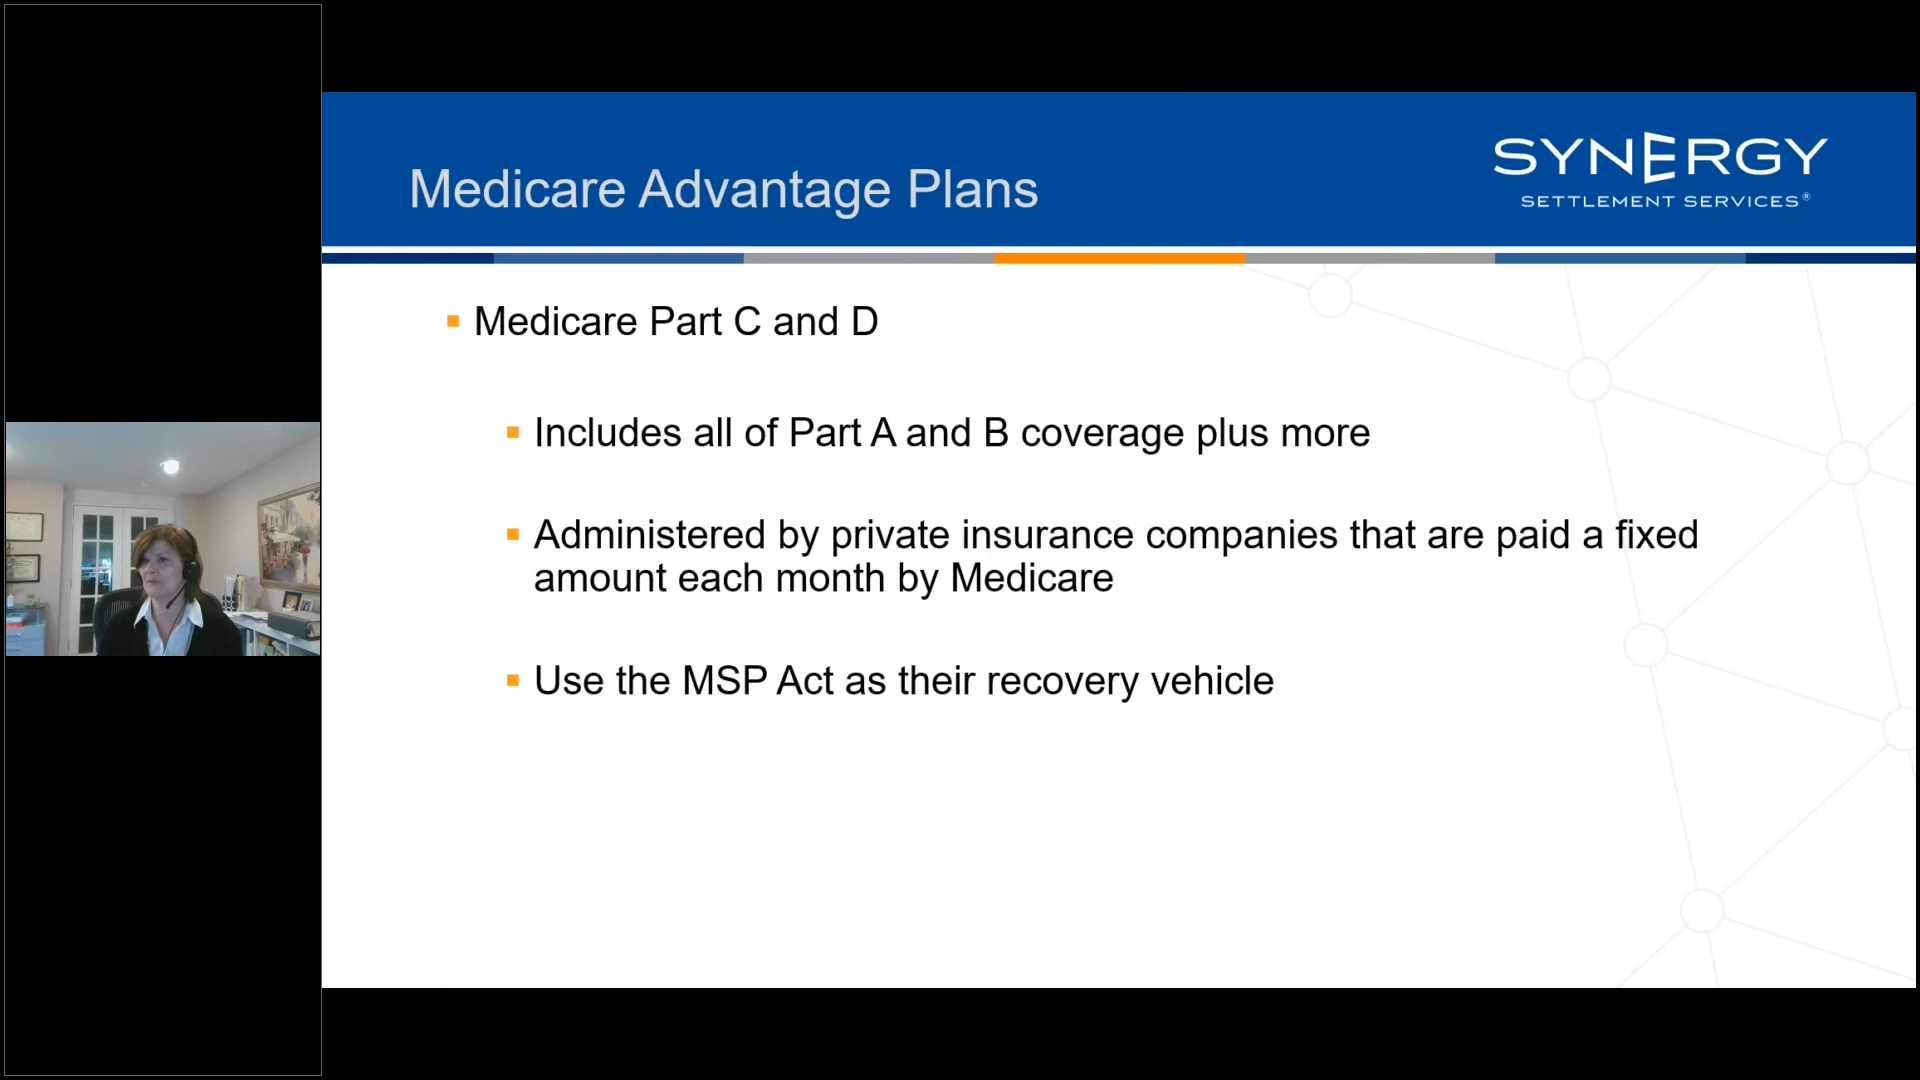 Medicare Advantage Plans
SYNERGY
SETTLEMENT SERVICES®
Medicare Part C and D
Includes all of Part A and B coverage plus more
Administered by private insurance companies that are paid a fixed
amount each month by Medicare
Use the MSP Act as their recovery vehicle